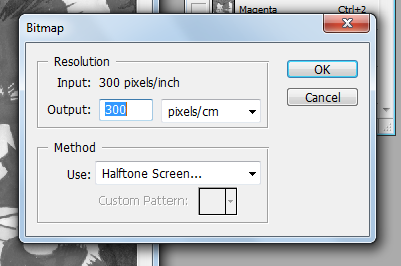 Magenta Ctrl+2
Bitmap
Resolution
Input: 300 pixels/inch
Output: 300 pixels/cm
OK
Cancel
Method
Use: Halftone Screen...
Custom Pattern: